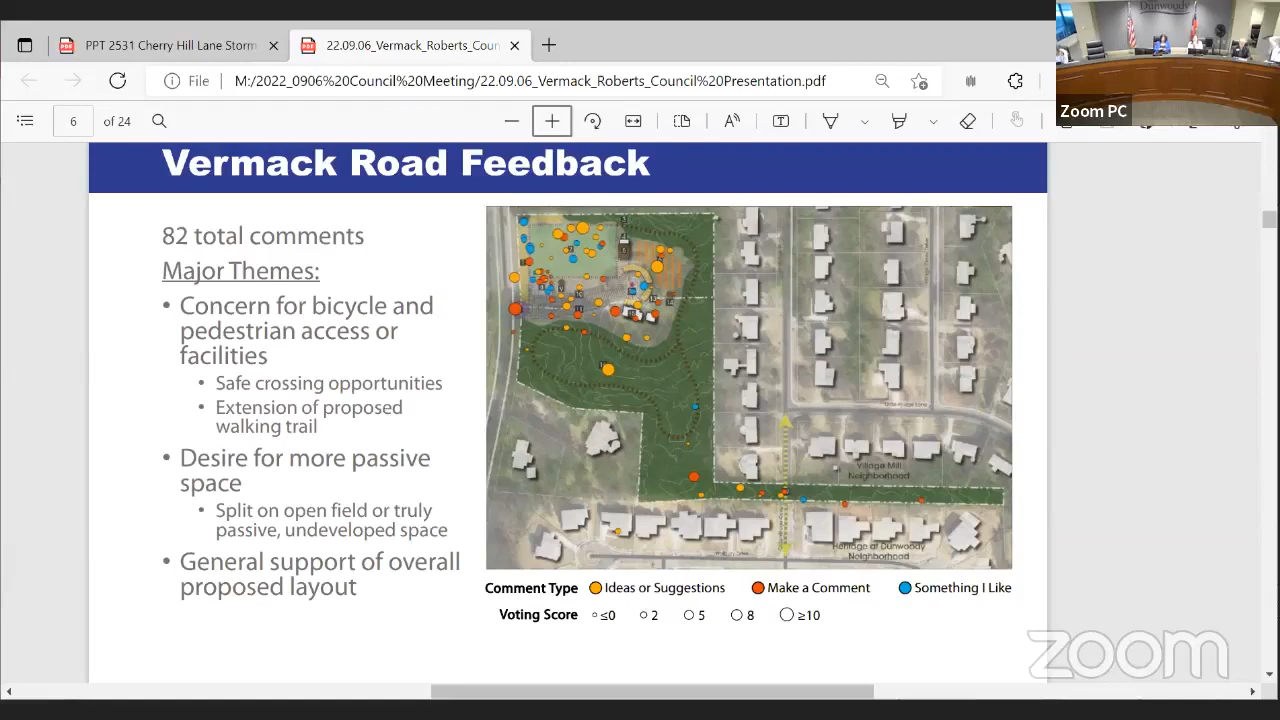 PPT 2531 Cherry Hill Lane Storm
22.09.06_Vermack_Roberts_Coun
File
M:/2022_0906%20Council%20Meeting/22.09.06_Vermack_Roberts_Council%20Presentation.pdf
Dunwoody
Zoom PC
6 of 24
Vermack Road Feedback
82 total comments
Major Themes:
• Concern for bicycle and
pedestrian access or
facilities
• Safe crossing opportunities
• Extension of proposed
walking trail
• Desire for more passive
space
• Split on open field or truly
passive, undeveloped space
• General support of overall
proposed layout
Village Mill
Neighborhood
Heritage at Dunwoody
Neighborhood
Comment Type Ideas or Suggestions Make a Comment Something I Like
Voting Score ≤0 2 5 8 ≥10
zoom